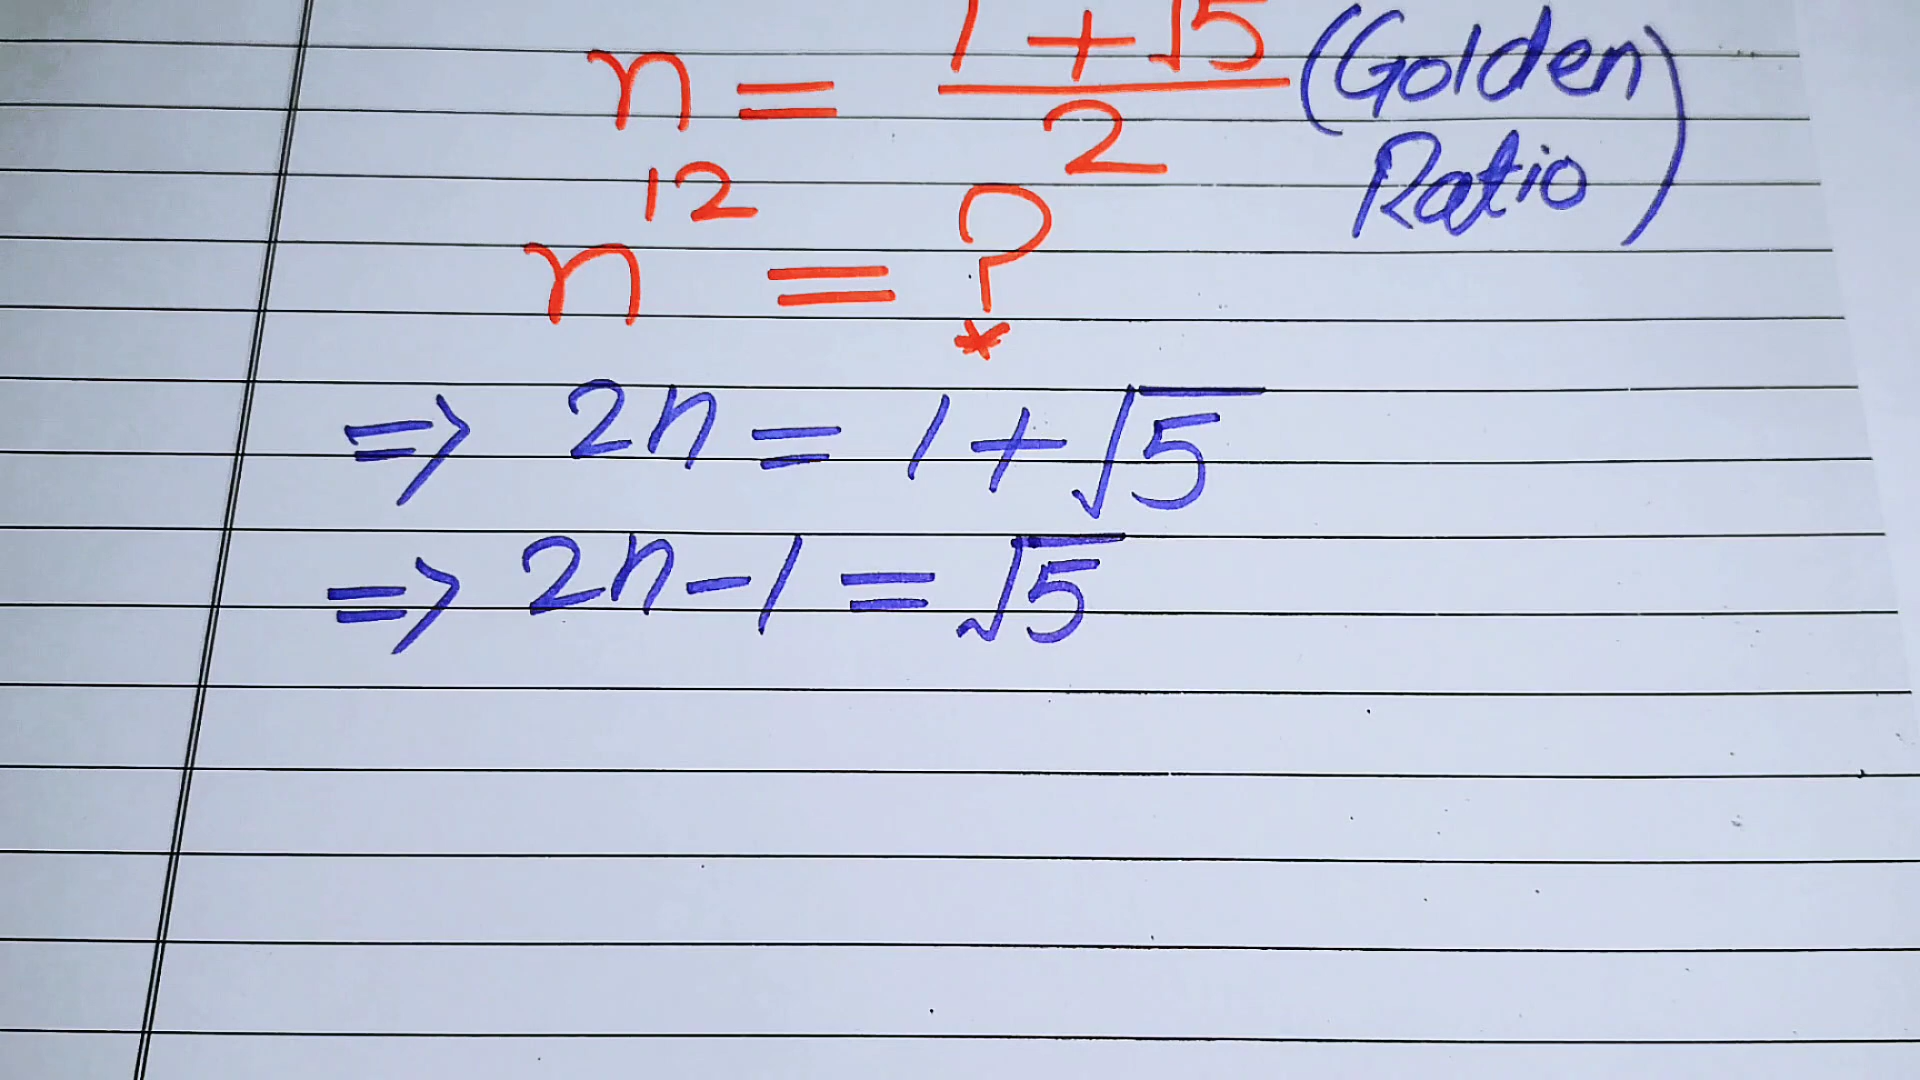 n = 1 + √5 / 2 (Golden Ratio)
n^12 = ?
⇒ 2n = 1 + √5
⇒ 2n - 1 = √5